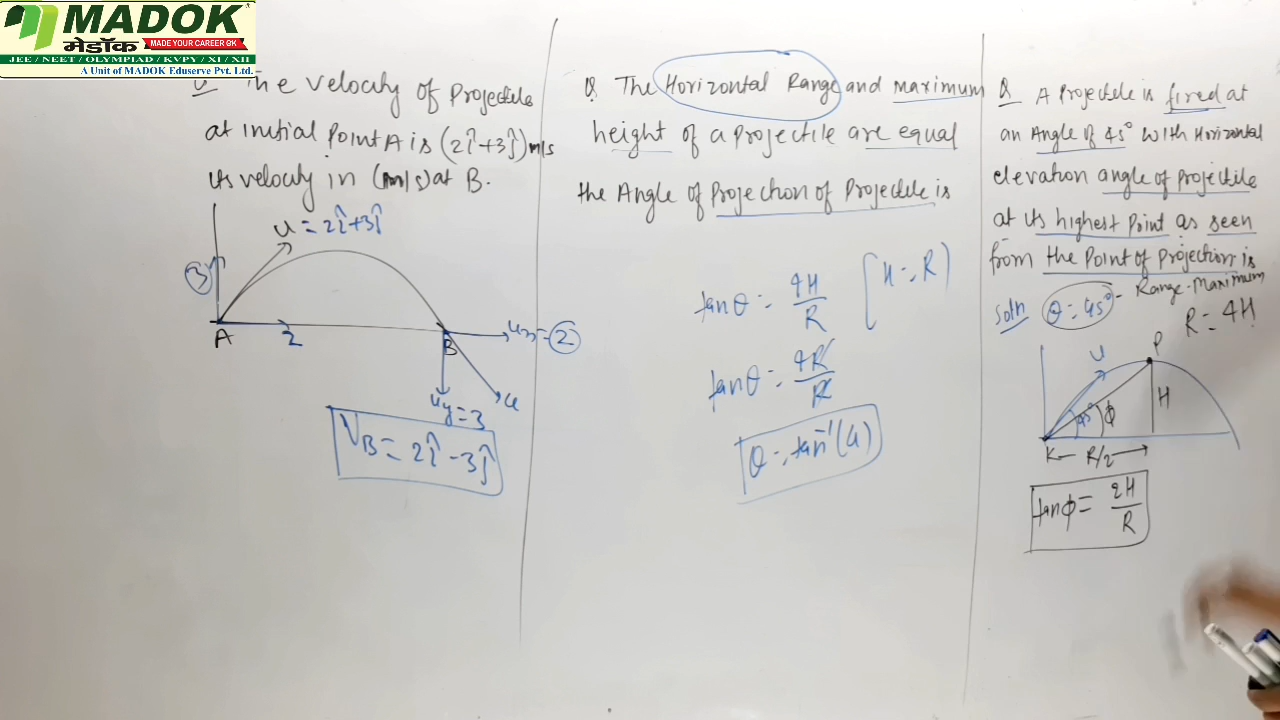 MADOK
मेडॉक MADE YOUR CAREER GK
JEE / NEET / OLYMPIAD / KVPY / XI / XII
A Unit of MADOK Eduserve Pvt. Ltd.
The velocity of Projectile
at initial Point A is (2î+3ĵ) m/s
its velocity in (m/s) at B.
u = 2î+3ĵ
3
A
2
B
ux = 2
uy = 3
u
VB = 2î - 3ĵ
Q. The Horizontal Range and maximum
height of a projectile are equal
the Angle of Projection of Projectile is
tanθ = 4H/R [H = R)
tanθ = 4R/R
θ = tan⁻¹(4)
Q A Projectile is fired at
an Angle of 45° with Horizontal
elevation angle of Projectile
at its highest Point as seen
from the Point of Projection is
Soln θ = 45° - Range-Maximum
R = 4H
u
P
45°
ϕ
H
R/2
tanϕ = 2H/R